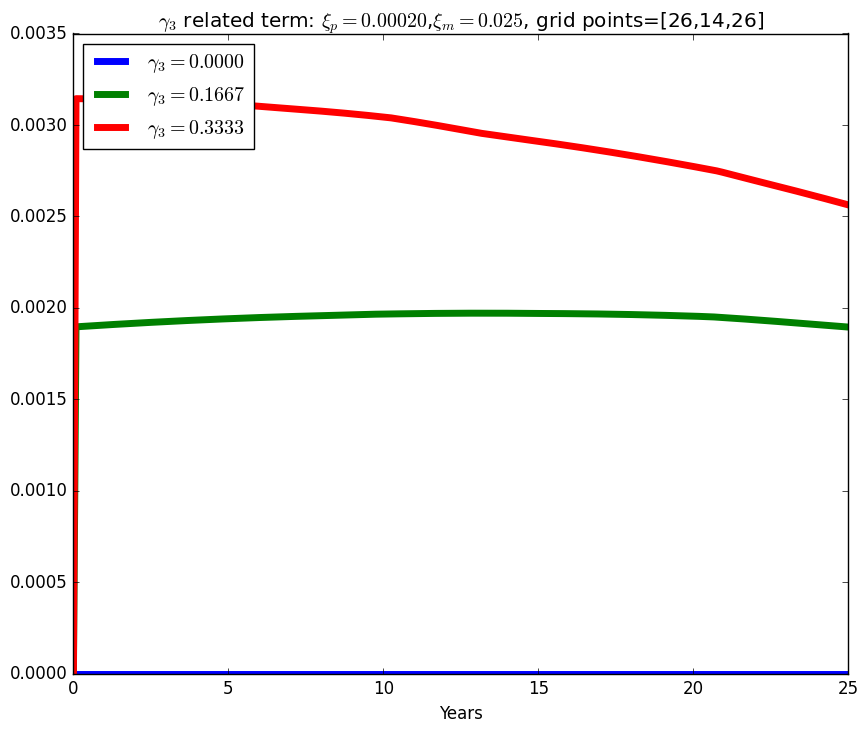 γ₃ related term: ξₚ = 0.00020,ξₘ = 0.025, grid points=[26,14,26]
γ₃ = 0.0000
γ₃ = 0.1667
γ₃ = 0.3333
0.0035
0.0030
0.0025
0.0020
0.0015
0.0010
0.0005
0.0000
0 5 10 15 20 25
Years